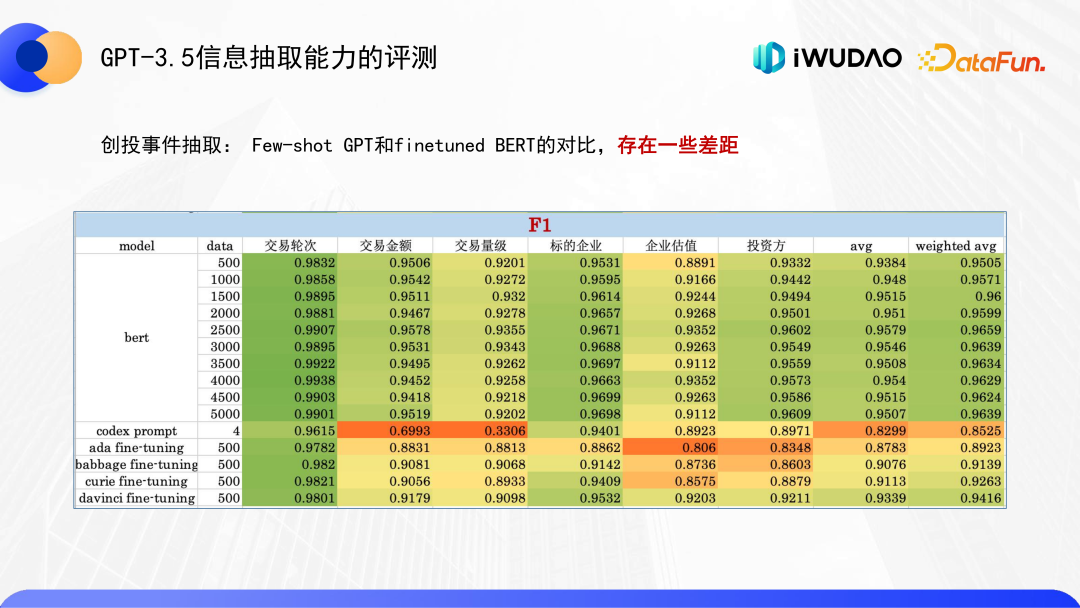 GPT-3.5信息抽取能力的评测
iWUDAO DataFun.
创投事件抽取： Few-shot GPT和finetuned BERT的对比，存在一些差距
F1
model data 交易轮次 交易金额 交易量级 标的企业 企业估值 投资方 avg weighted avg
500 0.9832 0.9506 0.9201 0.9531 0.8891 0.9332 0.9384 0.9505
1000 0.9858 0.9542 0.9272 0.9595 0.9166 0.9442 0.948 0.9571
1500 0.9895 0.9511 0.932 0.9614 0.9244 0.9494 0.9515 0.96
2000 0.9881 0.9467 0.9278 0.9657 0.9268 0.9501 0.951 0.9599
2500 0.9907 0.9578 0.9355 0.9671 0.9352 0.9602 0.9579 0.9659
bert
3000 0.9895 0.9531 0.9343 0.9688 0.9263 0.9549 0.9546 0.9639
3500 0.9922 0.9495 0.9262 0.9697 0.9112 0.9559 0.9508 0.9634
4000 0.9938 0.9452 0.9258 0.9663 0.9352 0.9573 0.954 0.9629
4500 0.9903 0.9418 0.9218 0.9699 0.9263 0.9586 0.9515 0.9624
5000 0.9901 0.9519 0.9202 0.9698 0.9112 0.9609 0.9507 0.9639
codex prompt 4 0.9615 0.6993 0.3306 0.9401 0.8923 0.8971 0.8299 0.8525
ada fine-tuning 500 0.9782 0.8831 0.8813 0.8862 0.806 0.8348 0.8783 0.8923
babbage fine-tuning 500 0.982 0.9081 0.9068 0.9142 0.8736 0.8603 0.9076 0.9139
curie fine-tuning 500 0.9821 0.9056 0.8933 0.9409 0.8575 0.8879 0.9113 0.9263
davinci fine-tuning 500 0.9801 0.9179 0.9098 0.9532 0.9203 0.9211 0.9339 0.9416